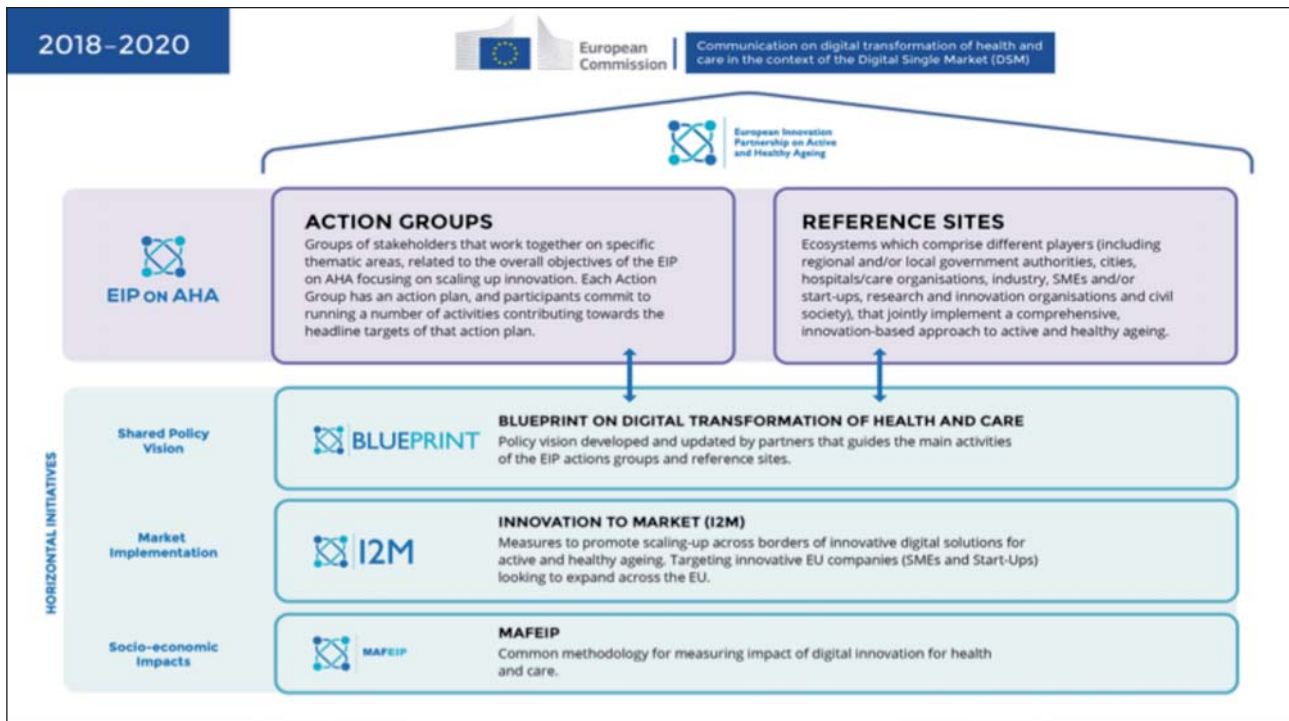 2018–2020
European
Commission
Communication on digital transformation of health and
care in the context of the Digital Single Market (DSM)
European Innovation
Partnership on Active
and Healthy Ageing
EIP ON AHA
ACTION GROUPS
Groups of stakeholders that work together on specific
thematic areas, related to the overall objectives of the EIP
on AHA focusing on scaling up innovation. Each Action
Group has an action plan, and participants commit to
running a number of activities contributing towards the
headline targets of that action plan.
REFERENCE SITES
Ecosystems which comprise different players (including
regional and/or local government authorities, cities,
hospitals/care organisations, industry, SMEs and/or
start-ups, research and innovation organisations and civil
society), that jointly implement a comprehensive,
innovation-based approach to active and healthy ageing.
HORIZONTAL INITIATIVES
Shared Policy
Vision
BLUEPRINT
BLUEPRINT ON DIGITAL TRANSFORMATION OF HEALTH AND CARE
Policy vision developed and updated by partners that guides the main activities
of the EIP actions groups and reference sites.
Market
Implementation
I2M
INNOVATION TO MARKET (I2M)
Measures to promote scaling-up across borders of innovative digital solutions for
active and healthy ageing. Targeting innovative EU companies (SMEs and Start-Ups)
looking to expand across the EU.
Socio-economic
Impacts
MAFEIP
MAFEIP
Common methodology for measuring impact of digital innovation for health
and care.